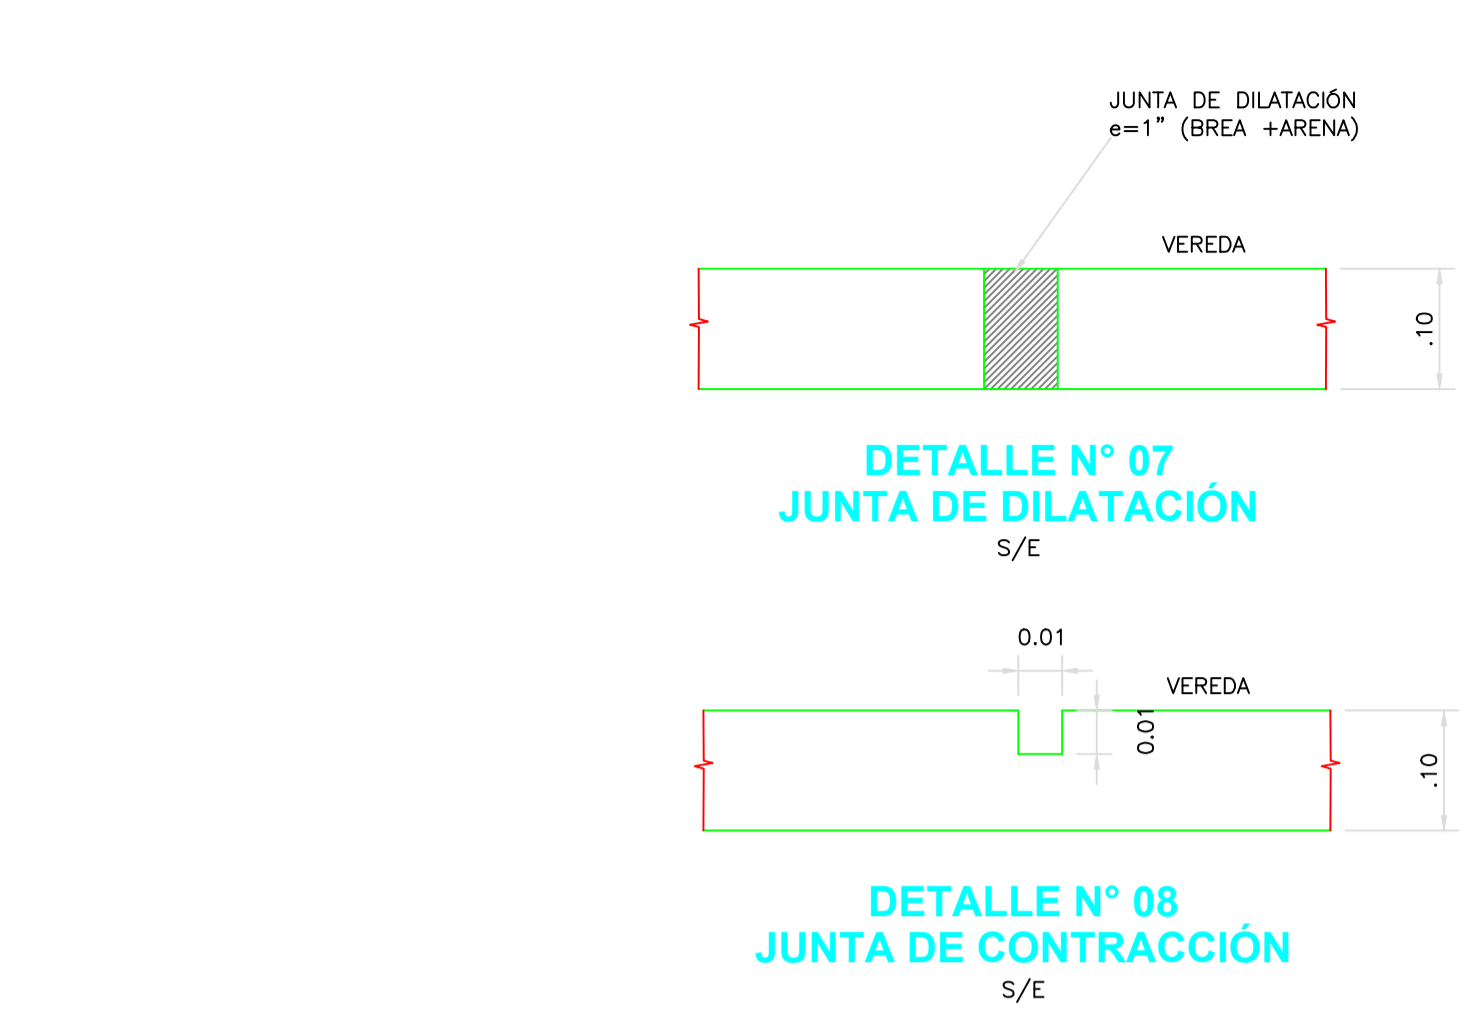 JUNTA DE DILATACIÓN
e=1" (BREA +ARENA)
VEREDA
.10
DETALLE N° 07
JUNTA DE DILATACIÓN
S/E
0.01
VEREDA
0.01
.10
DETALLE N° 08
JUNTA DE CONTRACCIÓN
S/E